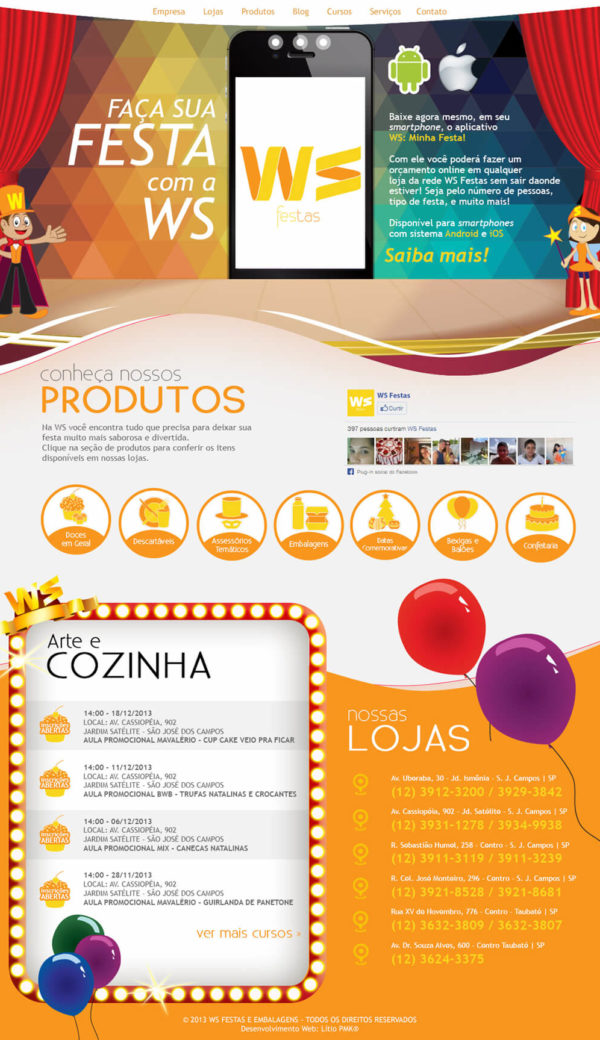 Empresa Lojas Produtos Blog Cursos Serviços Contato
FAÇA SUA
FESTA
com a
WS
WS
festas
Baixe agora mesmo, em seu
smartphone, o aplicativo
WS: Minha Festa!
Com ele você poderá fazer um
orçamento online em qualquer
loja da rede WS Festas sem sair daonde
estiver! Seja pelo número de pessoas,
tipo de festa, e muito mais!
Disponível para smartphones
com sistema Android e iOS
Saiba mais!
W
S
conheça nossos
PRODUTOS
Na WS você encontra tudo que precisa para deixar sua
festa muito mais saborosa e divertida.
Clique na seção de produtos para conferir os itens
disponíveis em nossas lojas.
WS
WS Festas
Curtir
397 pessoas curtiram WS Festas
Plug-in social do Facebook
Doces
em Geral
Descartáveis
Assessórios
Temáticos
Embalagens
Datas
Comemorativas
Bexigas e
Balões
Confeitaria
WS
Arte e
COZINHA
inscrições
ABERTAS
14:00 - 18/12/2013
LOCAL: AV. CASSIOPÉIA, 902
JARDIM SATÉLITE - SÃO JOSÉ DOS CAMPOS
AULA PROMOCIONAL MAVALÉRIO - CUP CAKE VEIO PRA FICAR
inscrições
ABERTAS
14:00 - 11/12/2013
LOCAL: AV. CASSIOPÉIA, 902
JARDIM SATÉLITE - SÃO JOSÉ DOS CAMPOS
AULA PROMOCIONAL BWB - TRUFAS NATALINAS E CROCANTES
inscrições
ABERTAS
14:00 - 06/12/2013
LOCAL: AV. CASSIOPÉIA, 902
JARDIM SATÉLITE - SÃO JOSÉ DOS CAMPOS
AULA PROMOCIONAL MIX - CANECAS NATALINAS
inscrições
ABERTAS
14:00 - 28/11/2013
LOCAL: AV. CASSIOPÉIA, 902
JARDIM SATÉLITE - SÃO JOSÉ DOS CAMPOS
AULA PROMOCIONAL MAVALÉRIO - GUIRLANDA DE PANETONE
ver mais cursos »
nossas
LOJAS
Av. Uberaba, 30 - Jd. Ismênia - S. J. Campos | SP
(12) 3912-3200 / 3929-3842
Av. Cassiopéia, 902 - Jd. Satélite - S. J. Campos | SP
(12) 3931-1278 / 3934-9938
R. Sebastião Humel, 258 - Centro - S. J. Campos | SP
(12) 3911-3119 / 3911-3239
R. Cel. José Monteiro, 296 - Centro - S. J. Campos | SP
(12) 3921-8528 / 3921-8681
Rua XV de Novembro, 776 - Centro - Taubaté | SP
(12) 3632-3809 / 3632-3807
Av. Dr. Souza Alves, 600 - Centro Taubaté | SP
(12) 3624-3375
© 2013 WS FESTAS E EMBALAGENS - TODOS OS DIREITOS RESERVADOS
Desenvolvimento Web: Lítio PMK®